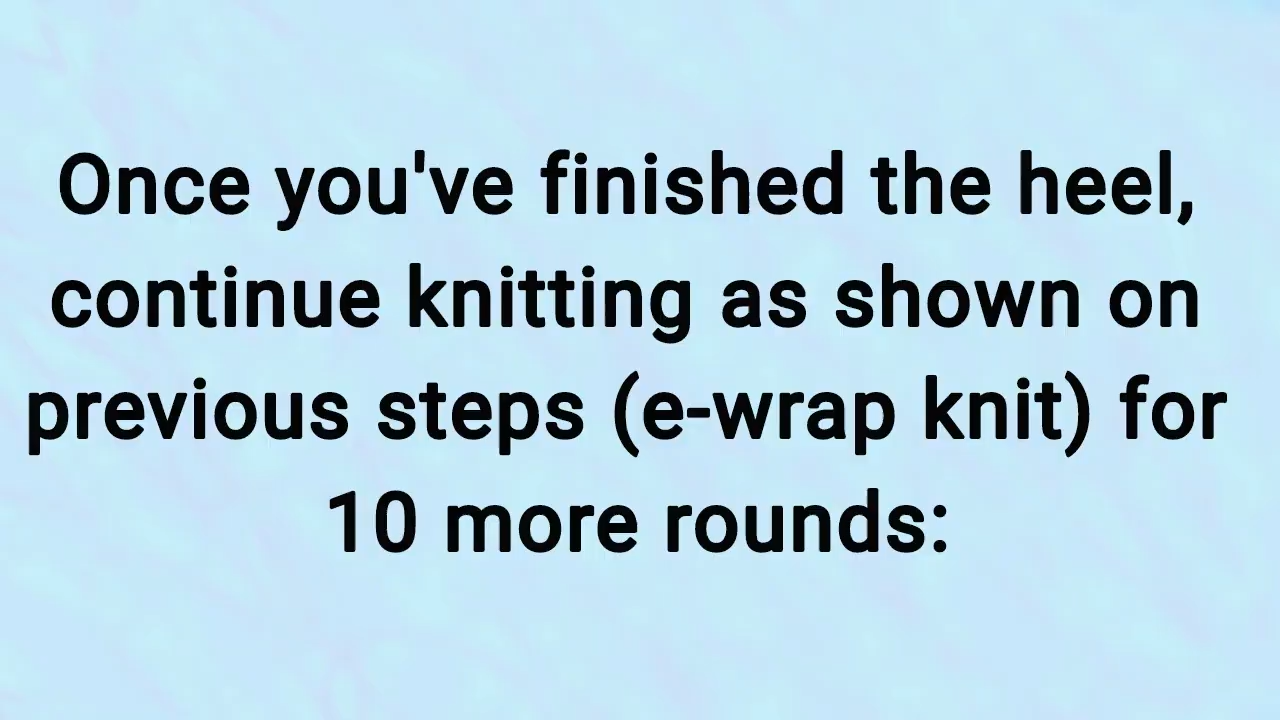 Once you've finished the heel,
continue knitting as shown on
previous steps (e-wrap knit) for
10 more rounds: